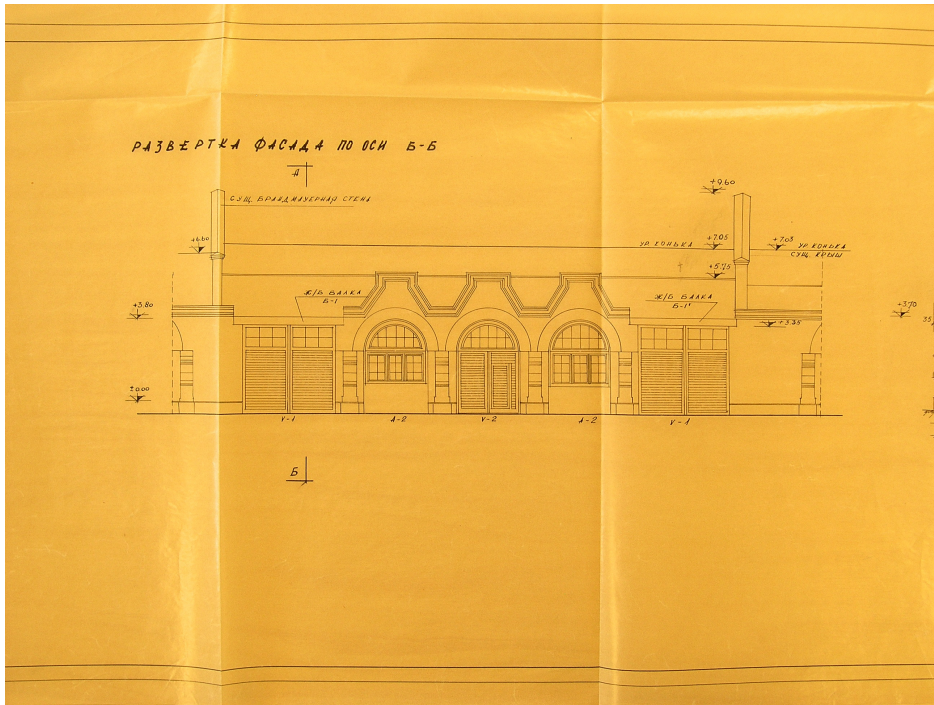 РАЗВЕРТКА ФАСАДА ПО ОСИ Б-Б
А
+9.60
СУЩ. БРАНДМАУЕРНАЯ СТЕНА
+6.60
УР. КОНЬКА
+7.05
+7.05
УР. КОНЬКА
СУЩ. КРЫШ
+5.75
Ж/Б БАЛКА
Б-1
Ж/Б БАЛКА
Б-1'
+3.80
+3.70
+3.35
35
±0.00
У-1
А-2
У-2
А-2
У-1
Б